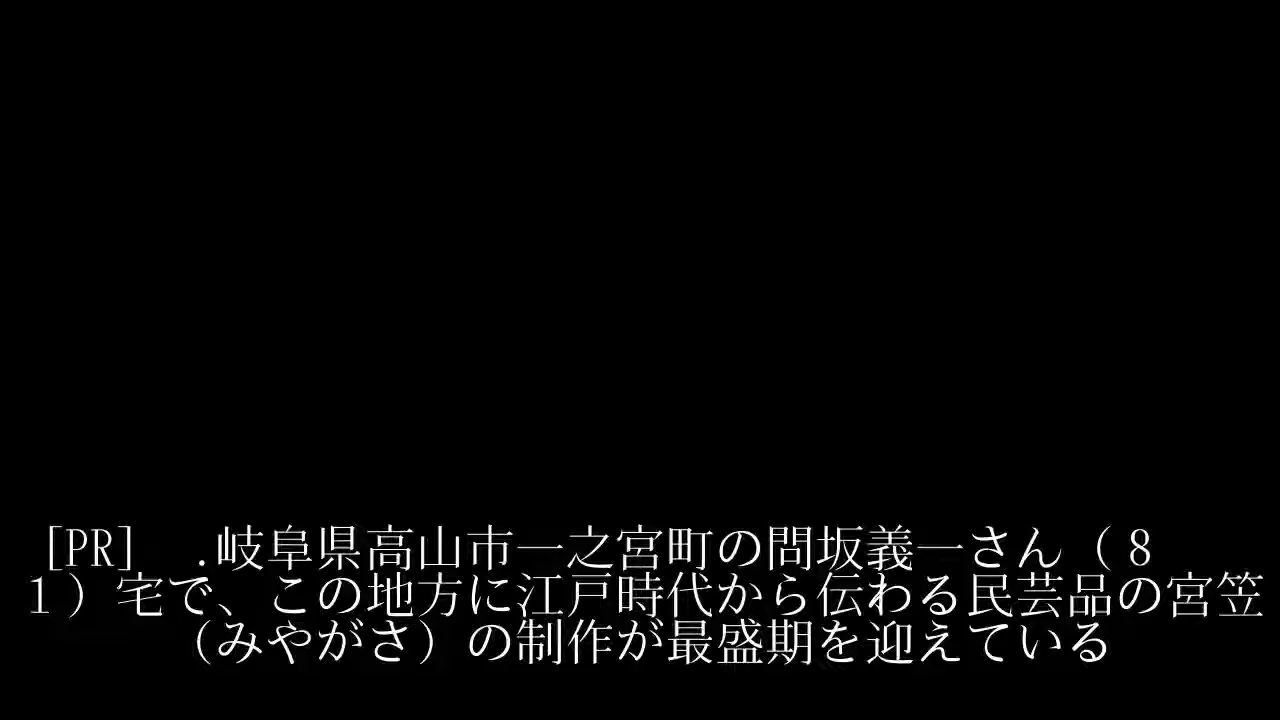 [PR]　.岐阜県高山市一之宮町の問坂義一さん（８
１）宅で、この地方に江戸時代から伝わる民芸品の宮笠
（みやがさ）の制作が最盛期を迎えている